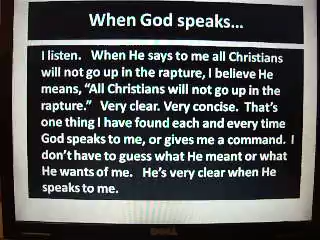 When God speaks...
I listen. When He says to me all Christians
will not go up in the rapture, I believe He
means, “All Christians will not go up in the
rapture.” Very clear. Very concise. That’s
one thing I have found each and every time
God speaks to me, or gives me a command. I
don’t have to guess what He meant or what
He wants of me. He’s very clear when He
speaks to me.
DELL